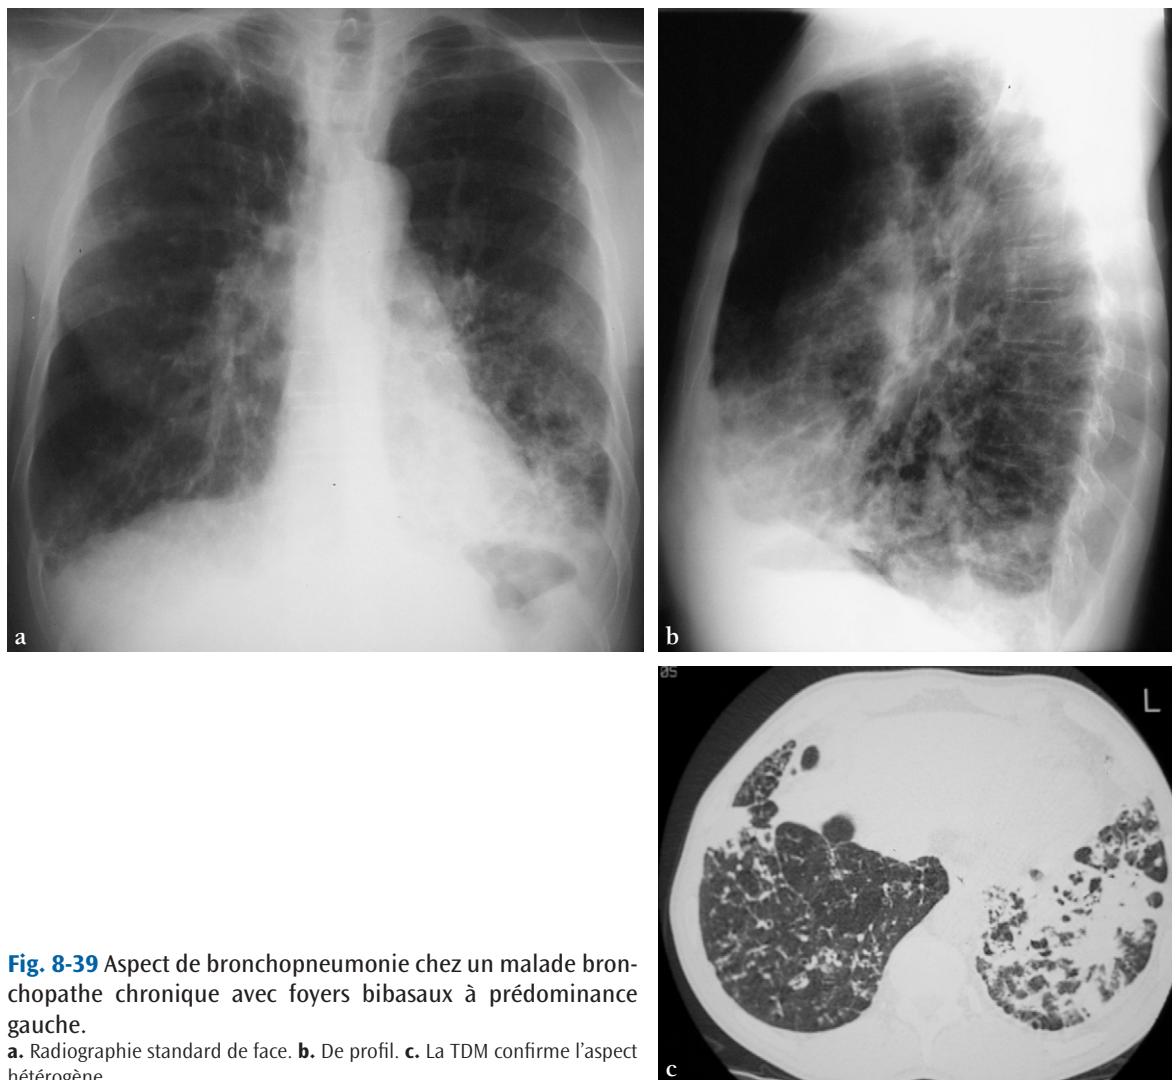 a
b
05
L
c
Fig. 8-39 Aspect de bronchopneumonie chez un malade bron-
chopathe chronique avec foyers bibasaux à prédominance
gauche.
a. Radiographie standard de face. b. De profil. c. La TDM confirme l’aspect
hétérogène